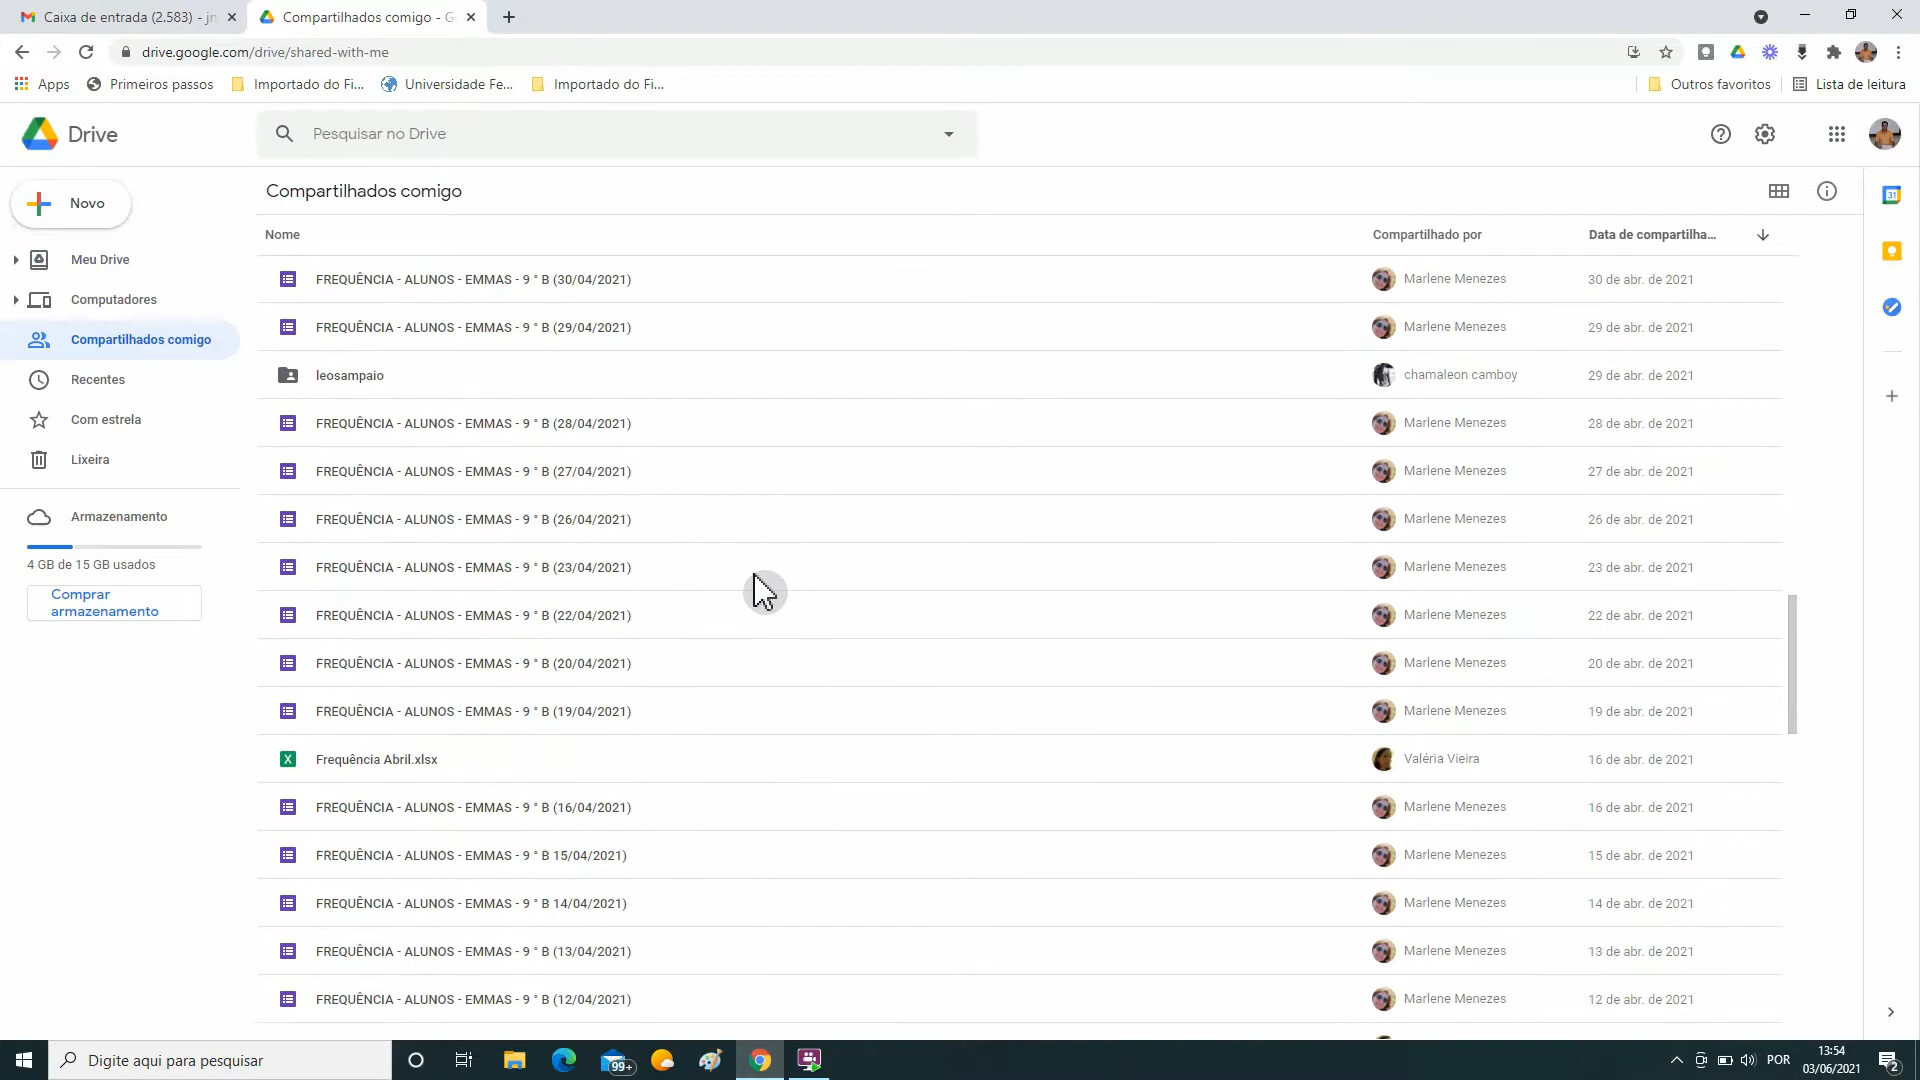 Caixa de entrada (2.583) - jn
Compartilhados comigo - G
drive.google.com/drive/shared-with-me
Apps
Primeiros passos
Importado do Fi...
Universidade Fe...
Importado do Fi...
Outros favoritos
Lista de leitura
Drive
Pesquisar no Drive
Novo
Meu Drive
Computadores
Compartilhados comigo
Recentes
Com estrela
Lixeira
Armazenamento
4 GB de 15 GB usados
Comprar
armazenamento
Compartilhados comigo
Nome Compartilhado por Data de compartilha...
FREQUÊNCIA - ALUNOS - EMMAS - 9 ° B (30/04/2021) Marlene Menezes 30 de abr. de 2021
FREQUÊNCIA - ALUNOS - EMMAS - 9 ° B (29/04/2021) Marlene Menezes 29 de abr. de 2021
leosampaio chamaleon camboy 29 de abr. de 2021
FREQUÊNCIA - ALUNOS - EMMAS - 9 ° B (28/04/2021) Marlene Menezes 28 de abr. de 2021
FREQUÊNCIA - ALUNOS - EMMAS - 9 ° B (27/04/2021) Marlene Menezes 27 de abr. de 2021
FREQUÊNCIA - ALUNOS - EMMAS - 9 ° B (26/04/2021) Marlene Menezes 26 de abr. de 2021
FREQUÊNCIA - ALUNOS - EMMAS - 9 ° B (23/04/2021) Marlene Menezes 23 de abr. de 2021
FREQUÊNCIA - ALUNOS - EMMAS - 9 ° B (22/04/2021) Marlene Menezes 22 de abr. de 2021
FREQUÊNCIA - ALUNOS - EMMAS - 9 ° B (20/04/2021) Marlene Menezes 20 de abr. de 2021
FREQUÊNCIA - ALUNOS - EMMAS - 9 ° B (19/04/2021) Marlene Menezes 19 de abr. de 2021
Frequência Abril.xlsx Valéria Vieira 16 de abr. de 2021
FREQUÊNCIA - ALUNOS - EMMAS - 9 ° B (16/04/2021) Marlene Menezes 16 de abr. de 2021
FREQUÊNCIA - ALUNOS - EMMAS - 9 ° B 15/04/2021) Marlene Menezes 15 de abr. de 2021
FREQUÊNCIA - ALUNOS - EMMAS - 9 ° B 14/04/2021) Marlene Menezes 14 de abr. de 2021
FREQUÊNCIA - ALUNOS - EMMAS - 9 ° B (13/04/2021) Marlene Menezes 13 de abr. de 2021
FREQUÊNCIA - ALUNOS - EMMAS - 9 ° B (12/04/2021) Marlene Menezes 12 de abr. de 2021
31
Digite aqui para pesquisar
99+
POR
13:54
03/06/2021
2